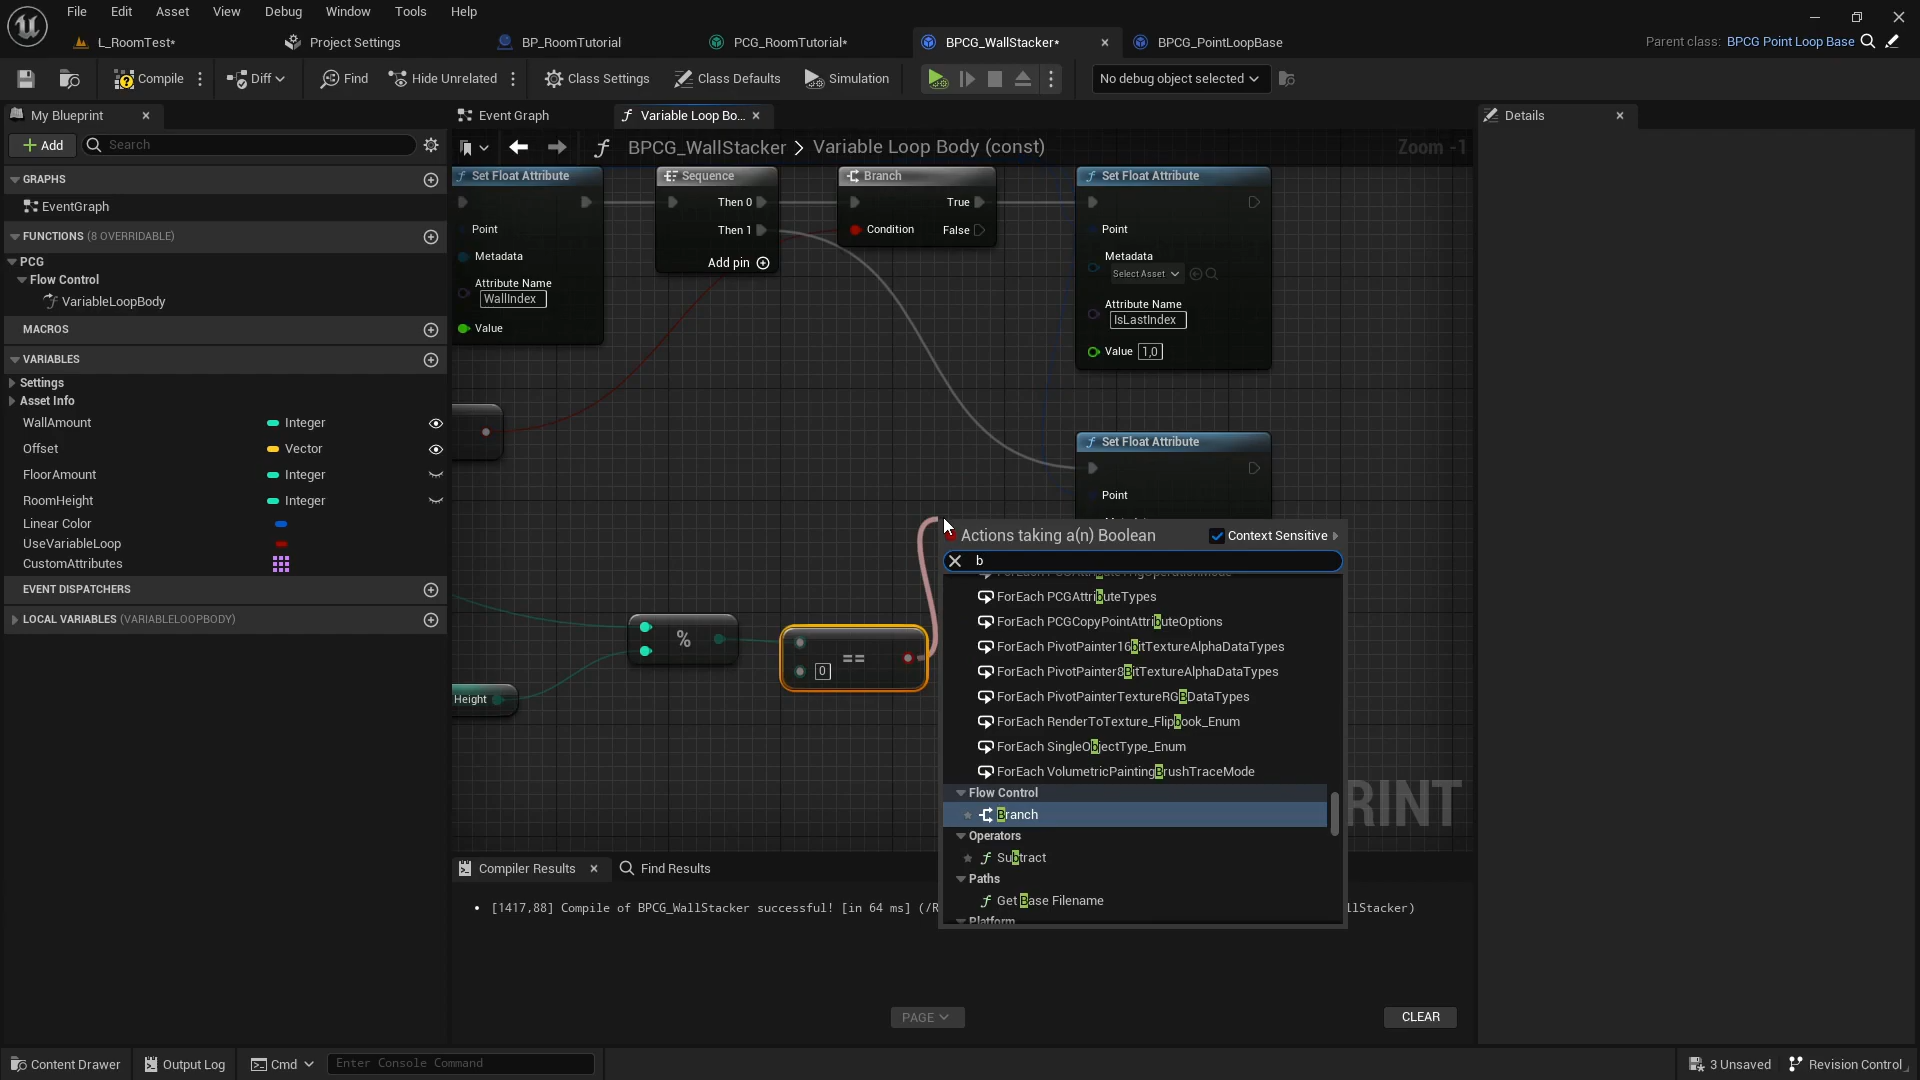 File Edit Asset View Debug Window Tools Help
L_RoomTest* Project Settings BP_RoomTutorial PCG_RoomTutorial* BPCG_WallStacker* BPCG_PointLoopBase Parent class: BPCG Point Loop Base
Compile Diff Find Hide Unrelated Class Settings Class Defaults Simulation No debug object selected
My Blueprint
Add Search
GRAPHS
EventGraph
FUNCTIONS (8 OVERRIDABLE)
PCG
Flow Control
VariableLoopBody
MACROS
VARIABLES
Settings
Asset Info
WallAmount Integer
Offset Vector
FloorAmount Integer
RoomHeight Integer
Linear Color
UseVariableLoop
CustomAttributes
EVENT DISPATCHERS
LOCAL VARIABLES (VARIABLELOOPBODY)
Event Graph Variable Loop Bo...
BPCG_WallStacker > Variable Loop Body (const) Zoom -1
Set Float Attribute
Point
Metadata
Attribute Name
WallIndex
Value
Sequence
Then 0
Then 1
Add pin
Branch
True
Condition False
Set Float Attribute
Point
Metadata
Select Asset
Attribute Name
IsLastIndex
Value 1,0
Set Float Attribute
Point
Height
%
==
0
Actions taking a(n) Boolean Context Sensitive
b
ForEach PCGAttributeTypes
ForEach PCGCopyPointAttributeOptions
ForEach PivotPainter16bitTextureAlphaDataTypes
ForEach PivotPainter8BitTextureAlphaDataTypes
ForEach PivotPainterTextureRGBDataTypes
ForEach RenderToTexture_Flipbook_Enum
ForEach SingleObjectType_Enum
ForEach VolumetricPaintingBrushTraceMode
Flow Control
Branch
Operators
Subtract
Paths
Get Base Filename
Platform
RINT
Compiler Results Find Results
[1417,88] Compile of BPCG_WallStacker successful! [in 64 ms] (/R llStacker)
PAGE CLEAR
Details
Content Drawer Output Log Cmd Enter Console Command 3 Unsaved Revision Control